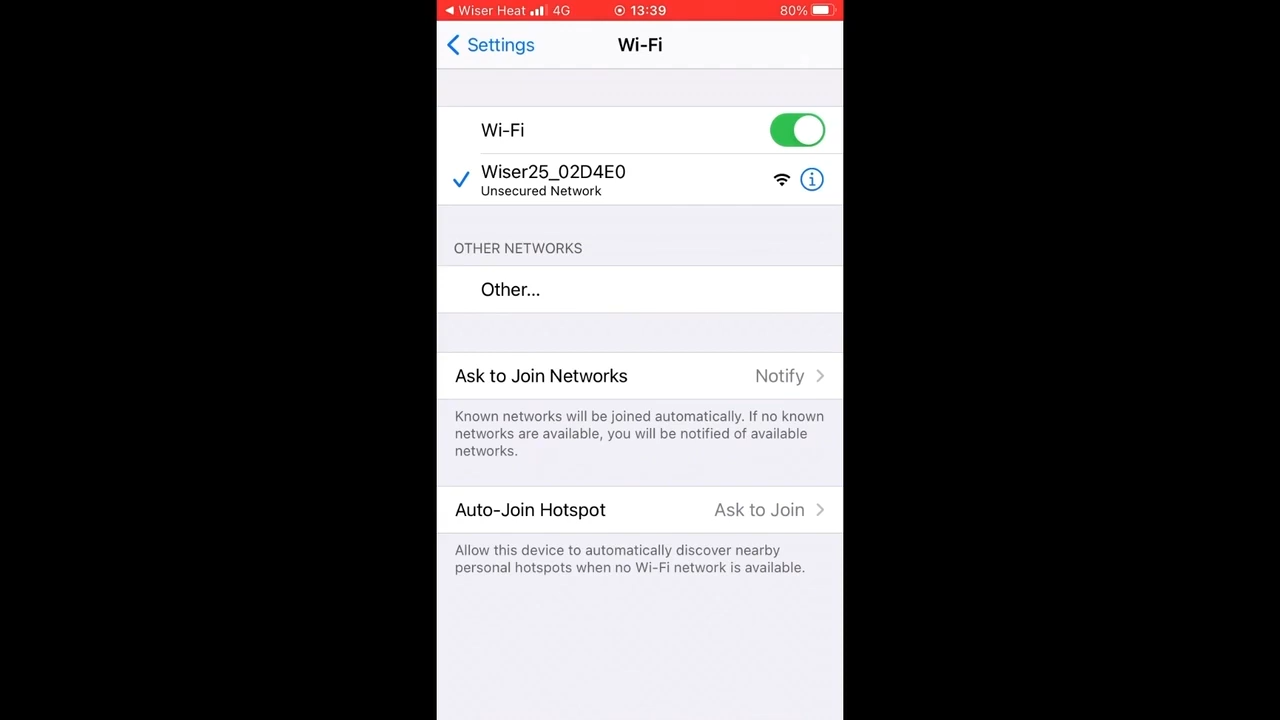 Wiser Heat 4G 13:39 80%
Settings Wi-Fi
Wi-Fi
Wiser25_02D4E0
Unsecured Network
OTHER NETWORKS
Other...
Ask to Join Networks Notify
Known networks will be joined automatically. If no known
networks are available, you will be notified of available
networks.
Auto-Join Hotspot Ask to Join
Allow this device to automatically discover nearby
personal hotspots when no Wi-Fi network is available.